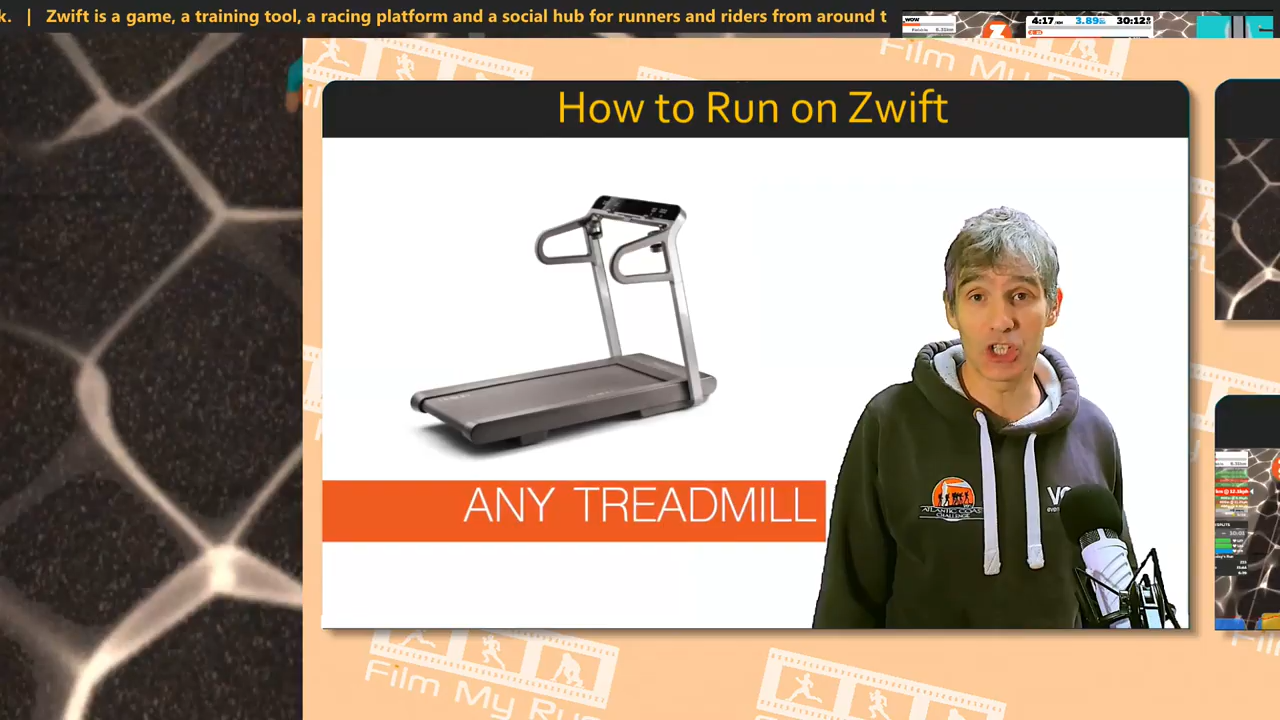 k. | Zwift is a game, a training tool, a racing platform and a social hub for runners and riders from around t
4:17 /KM 3.89 30:12
Film My
How to Run on Zwift
ANY TREADMILL
ATLANTIC COAST
CHALLENGE
Film My Run